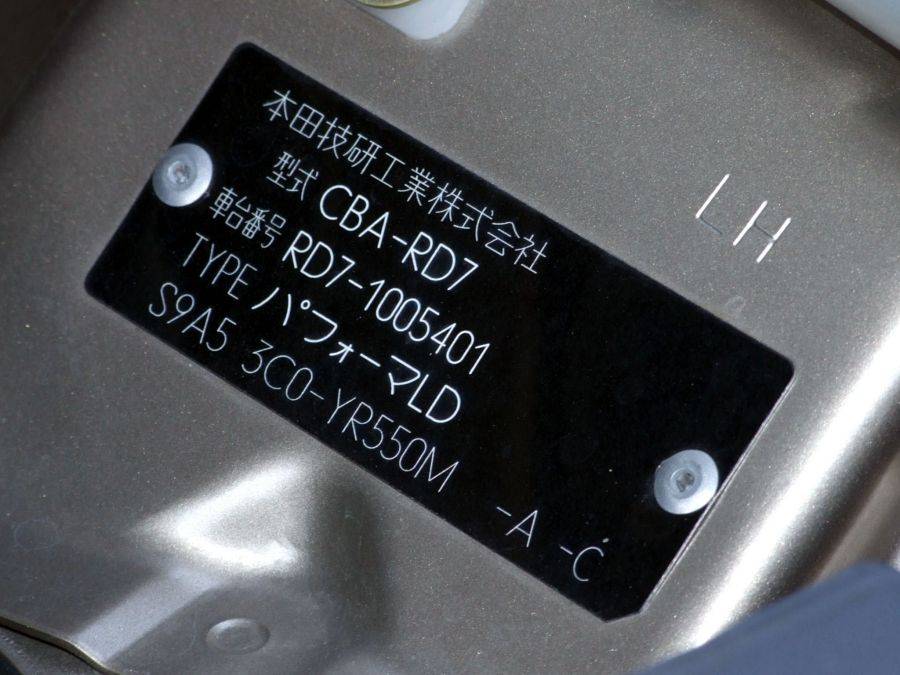 本田技研工業株式会社
型式 CBA-RD7
車台番号 RD7-1005401
TYPE パフォーマLD
S9A5 3C0-YR550M -A -C
LH